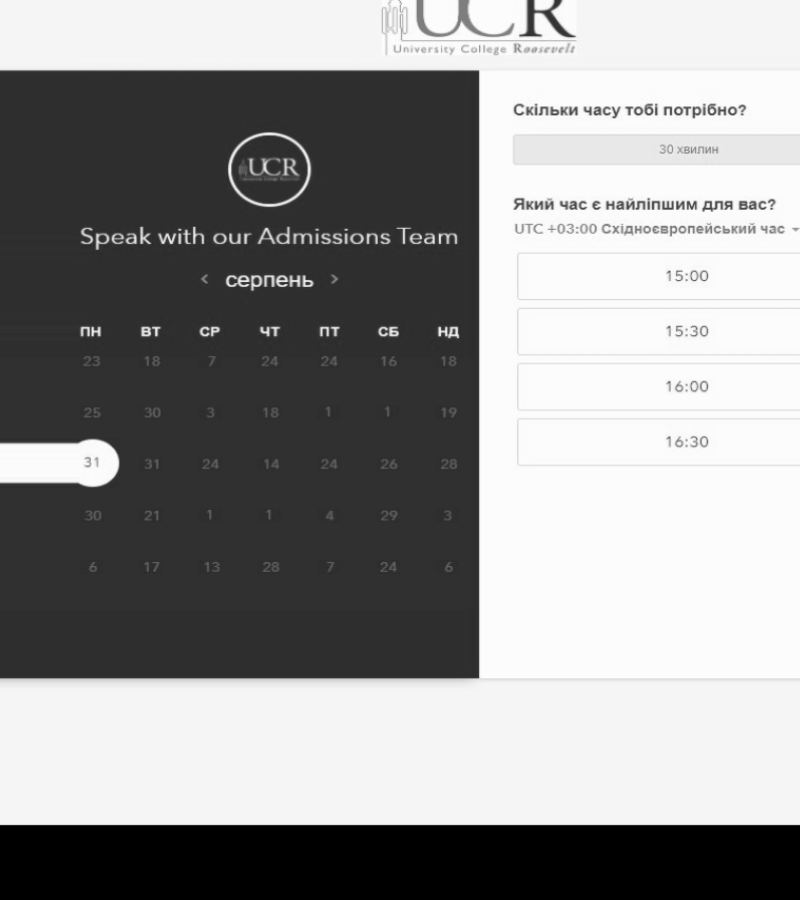 UCR
University College Roosevelt
UCR
Speak with our Admissions Team
< серпень >
ПН ВТ СР ЧТ ПТ СБ НД
23 18 7 24 24 16 18
25 30 3 18 1 1 19
31 31 24 14 24 26 28
30 21 1 1 4 29 3
6 17 13 28 7 24 6
Скільки часу тобі потрібно?
30 хвилин
Який час є найліпшим для вас?
UTC +03:00 Східноєвропейський час
15:00
15:30
16:00
16:30